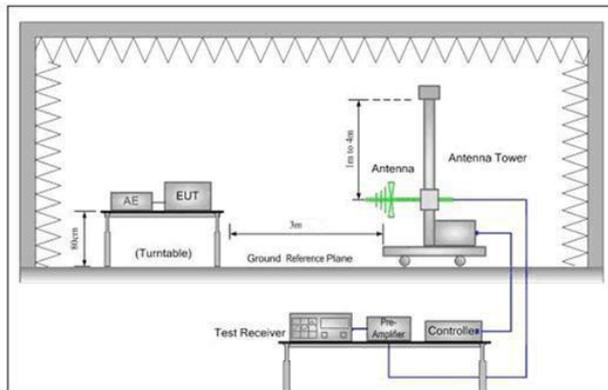 1m to 4m
Antenna
Antenna Tower
AE
EUT
80cm
(Turntable)
3m
Ground Reference Plane
Test Receiver
Pre-
Amplifier
Controller